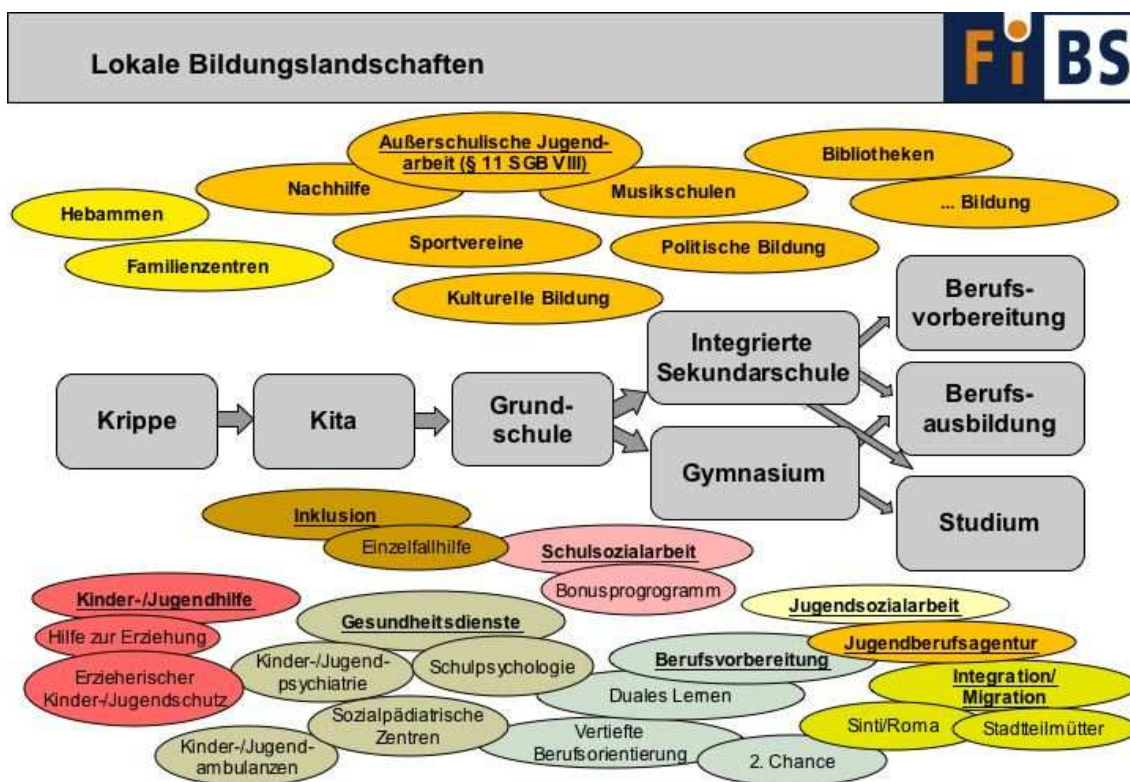 Lokale Bildungslandschaften
FiBS
Außerschulische Jugend-
arbeit (§ 11 SGB VIII)
Bibliotheken
Nachhilfe
Musikschulen
... Bildung
Hebammen
Sportvereine
Politische Bildung
Familienzentren
Kulturelle Bildung
Berufs-
vorbereitung
Integrierte
Sekundarschule
Krippe
Kita
Grund-
schule
Berufs-
ausbildung
Gymnasium
Studium
Inklusion
Einzelfallhilfe
Schulsozialarbeit
Bonusprogrogramm
Kinder-/Jugendhilfe
Hilfe zur Erziehung
Erzieherischer
Kinder-/Jugendschutz
Gesundheitsdienste
Kinder-/Jugend-
psychiatrie
Schulpsychologie
Sozialpädiatrische
Zentren
Kinder-/Jugend-
ambulanzen
Berufsvorbereitung
Duales Lernen
Vertiefte
Berufsorientierung
2. Chance
Jugendsozialarbeit
Jugendberufsagentur
Integration/
Migration
Sinti/Roma
Stadtteilmütter